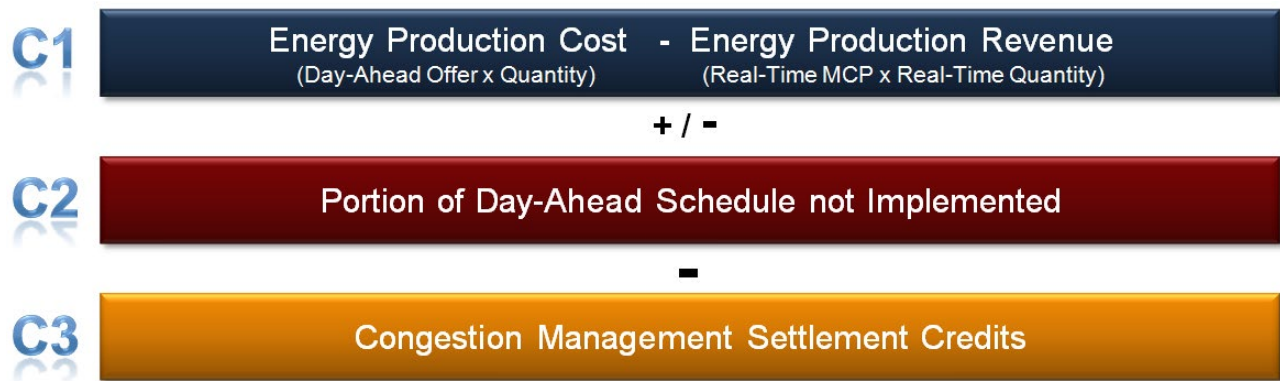 C1 Energy Production Cost - Energy Production Revenue
(Day-Ahead Offer x Quantity) (Real-Time MCP x Real-Time Quantity)
+ / -
C2 Portion of Day-Ahead Schedule not Implemented
-
C3 Congestion Management Settlement Credits